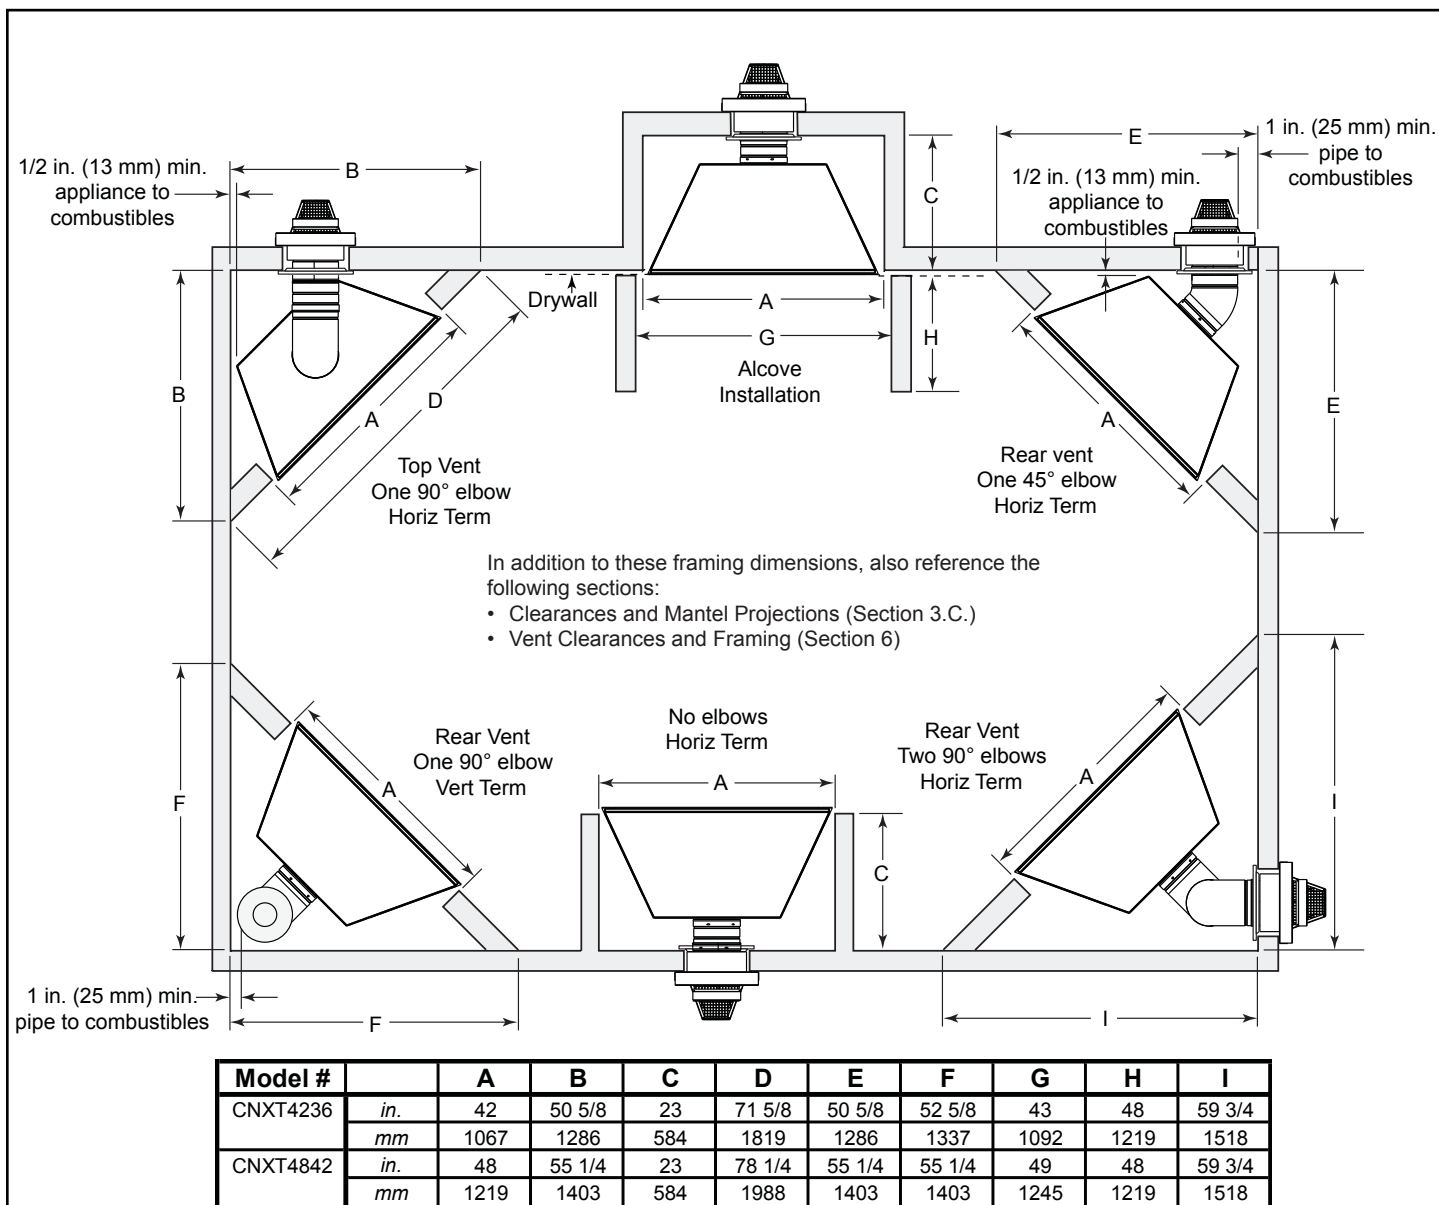 1/2 in. (13 mm) min.
appliance to
combustibles
B
C
E
1 in. (25 mm) min.
pipe to
combustibles
1/2 in. (13 mm) min.
appliance to
combustibles
Drywall
A
G
H
Alcove
Installation
B
A
D
Top Vent
One 90° elbow
Horiz Term
A
E
Rear vent
One 45° elbow
Horiz Term
In addition to these framing dimensions, also reference the
following sections:
• Clearances and Mantel Projections (Section 3.C.)
• Vent Clearances and Framing (Section 6)
F
A
Rear Vent
One 90° elbow
Vert Term
No elbows
Horiz Term
A
C
Rear Vent
Two 90° elbows
Horiz Term
A
I
1 in. (25 mm) min.
pipe to combustibles
F
I
Model # A B C D E F G H I
CNXT4236 in. 42 50 5/8 23 71 5/8 50 5/8 52 5/8 43 48 59 3/4
mm 1067 1286 584 1819 1286 1337 1092 1219 1518
CNXT4842 in. 48 55 1/4 23 78 1/4 55 1/4 55 1/4 49 48 59 3/4
mm 1219 1403 584 1988 1403 1403 1245 1219 1518